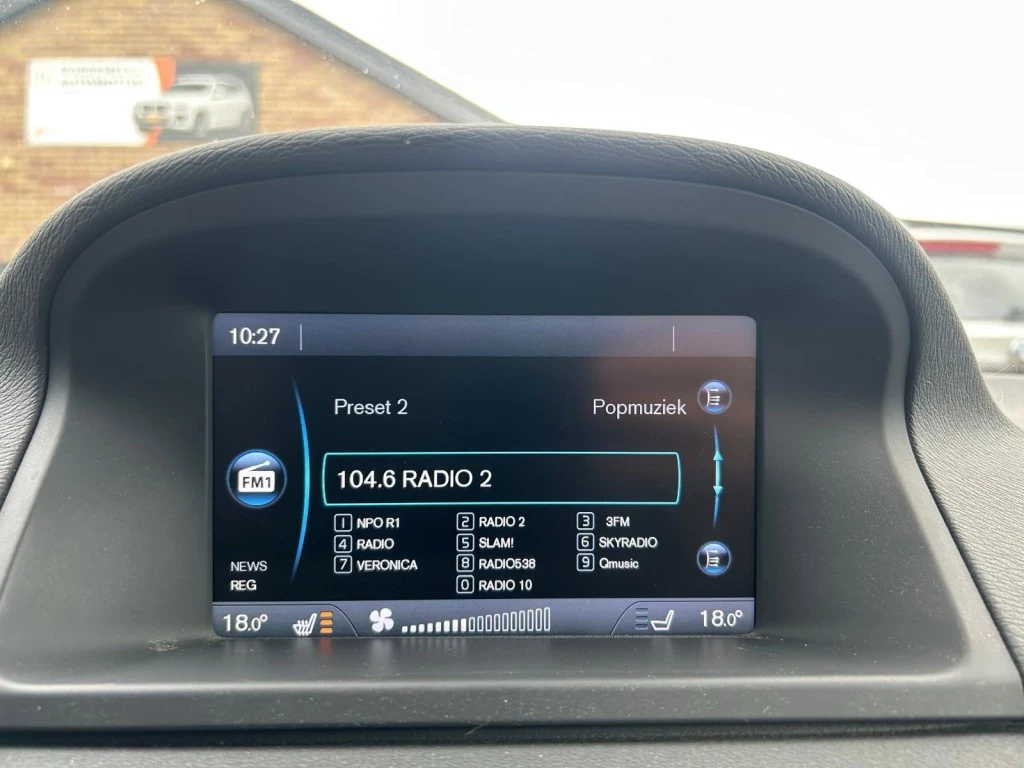 10:27
Preset 2 Popmuziek
104.6 RADIO 2
FM1
1 NPO R1 2 RADIO 2 3 3FM
4 RADIO 5 SLAM! 6 SKYRADIO
7 VERONICA 8 RADIO538 9 Qmusic
0 RADIO 10
NEWS
REG
18.0° 18.0°